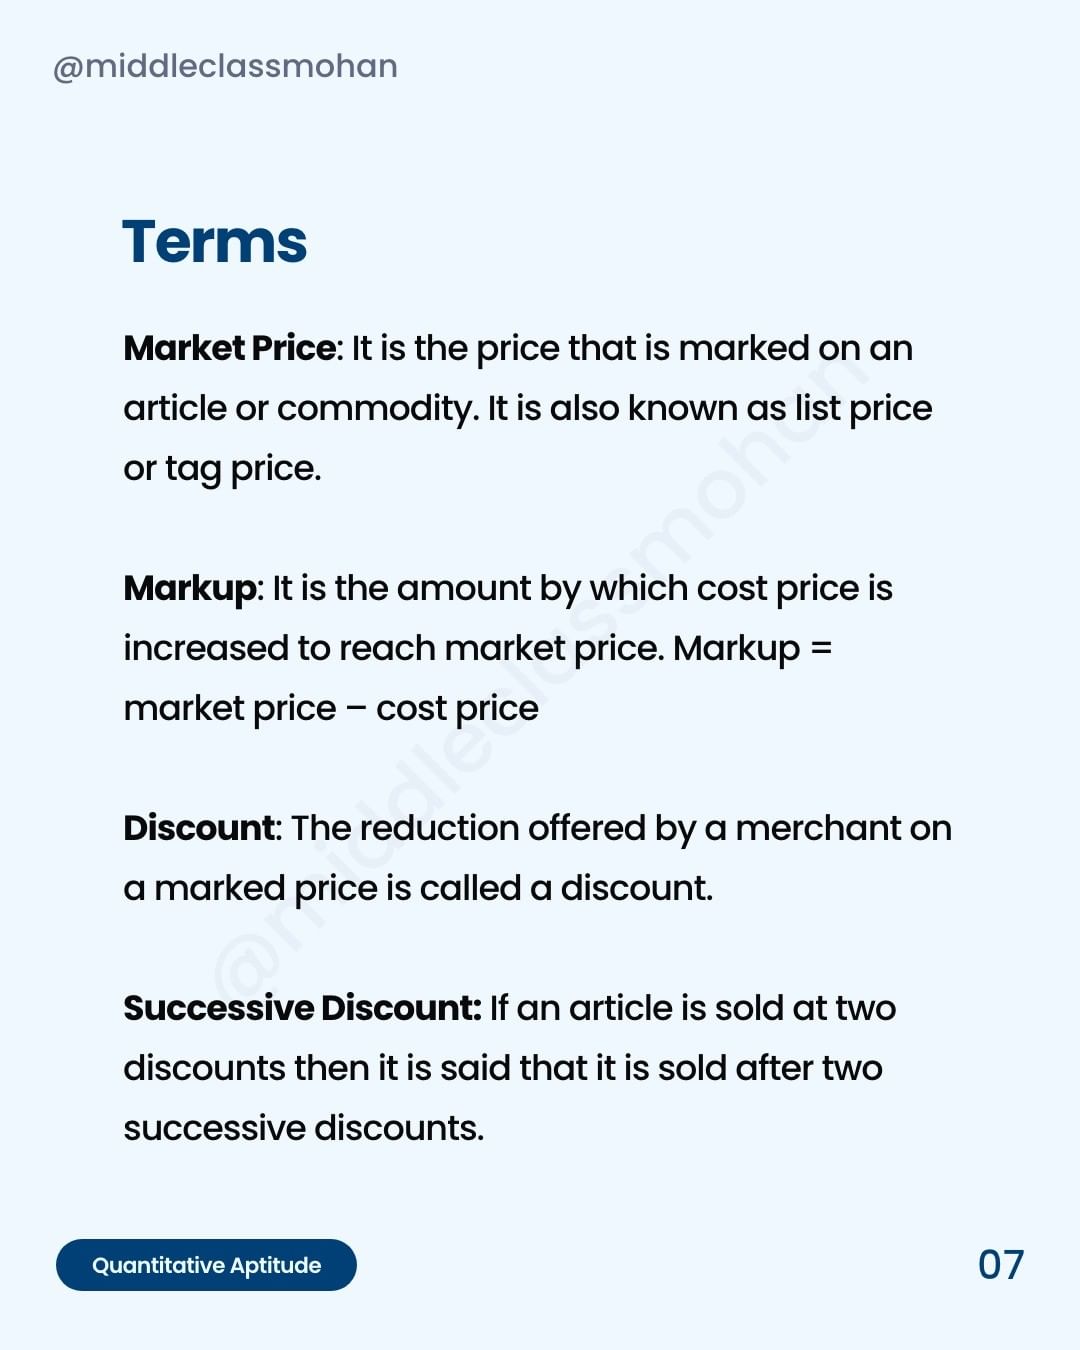 @middleclassmohan
Terms
Market Price: It is the price that is marked on an
article or commodity. It is also known as list price
or tag price.
Markup: It is the amount by which cost price is
increased to reach market price. Markup =
market price – cost price
Discount: The reduction offered by a merchant on
a marked price is called a discount.
Successive Discount: If an article is sold at two
discounts then it is said that it is sold after two
successive discounts.
@middleclassmohan
Quantitative Aptitude
07